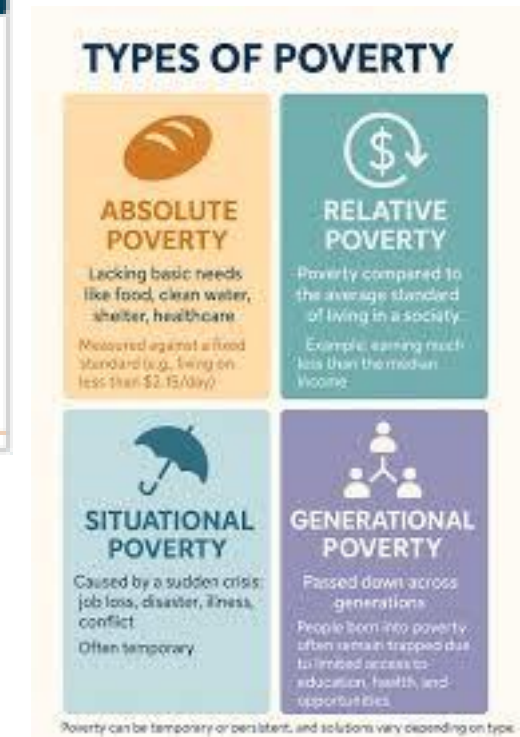 TYPES OF POVERTY
ABSOLUTE
POVERTY
Lacking basic needs
like food, clean water,
shelter, healthcare
Measured against a fixed
standard (e.g., living on
less than $2.15/day)
$
RELATIVE
POVERTY
Poverty compared to
the average standard
of living in a society
Example: earning much
less than the median
income
SITUATIONAL
POVERTY
Caused by a sudden crisis:
job loss, disaster, illness,
conflict
Often temporary
GENERATIONAL
POVERTY
Passed down across
generations
People born into poverty
often remain trapped due
to limited access to
education, health, and
opportunities
Poverty can be temporary or persistent, and solutions vary depending on type.